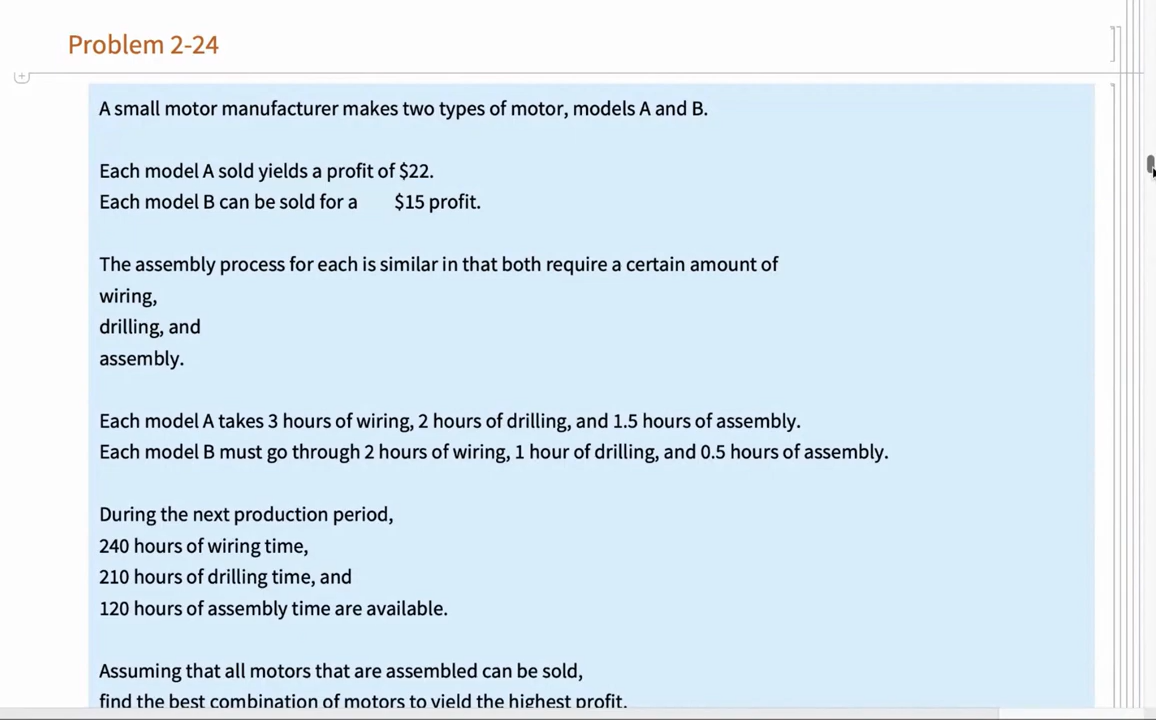 Problem 2-24
A small motor manufacturer makes two types of motor, models A and B.
Each model A sold yields a profit of $22.
Each model B can be sold for a $15 profit.
The assembly process for each is similar in that both require a certain amount of
wiring,
drilling, and
assembly.
Each model A takes 3 hours of wiring, 2 hours of drilling, and 1.5 hours of assembly.
Each model B must go through 2 hours of wiring, 1 hour of drilling, and 0.5 hours of assembly.
During the next production period,
240 hours of wiring time,
210 hours of drilling time, and
120 hours of assembly time are available.
Assuming that all motors that are assembled can be sold,
find the best combination of motors to yield the highest profit.